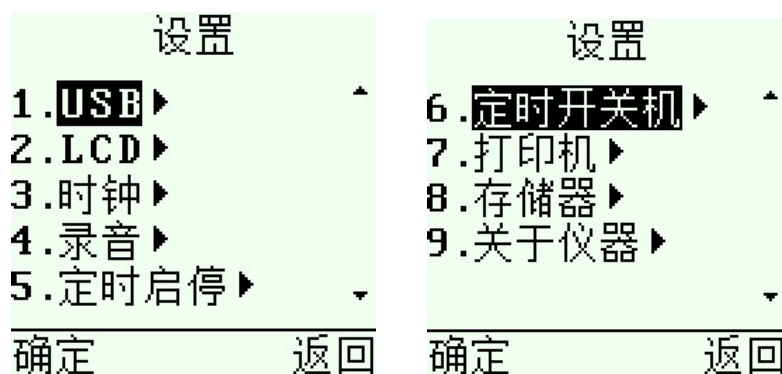 设置
1.USB
2.LCD
3.时钟
4.录音
5.定时启停
确定 返回
设置
6.定时开关机
7.打印机
8.存储器
9.关于仪器
确定 返回